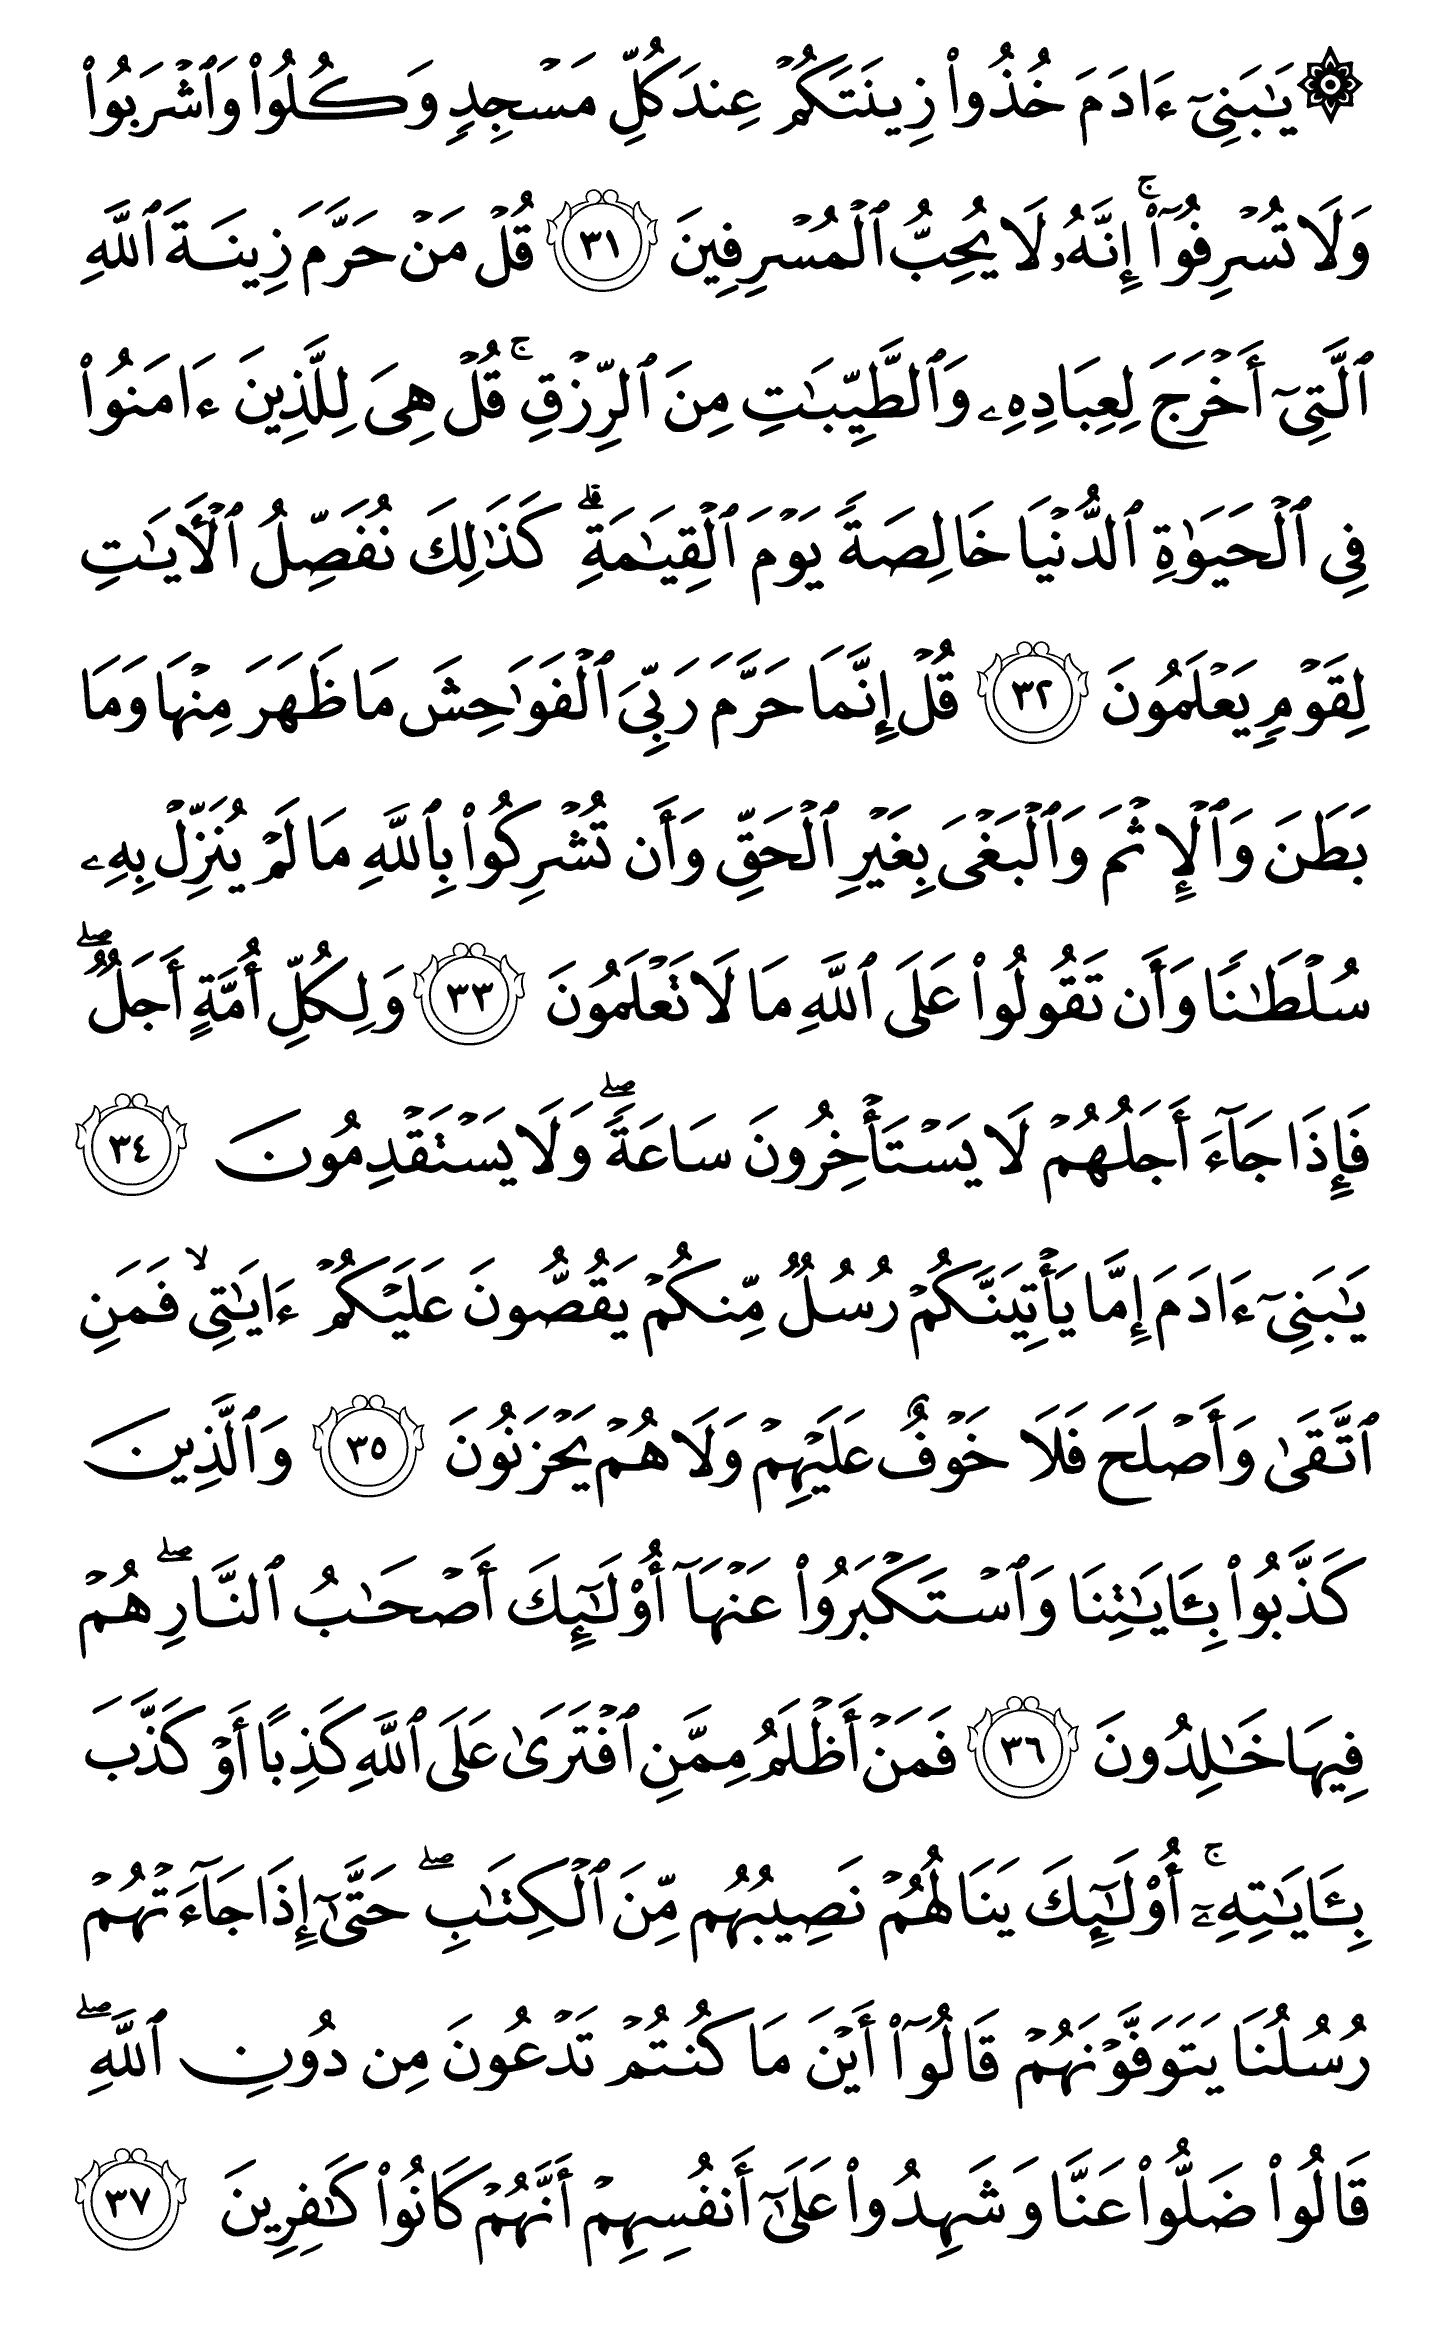 ۞ يَٰبَنِيٓ ءَادَمَ خُذُواْ زِينَتَكُمۡ عِندَ كُلِّ مَسۡجِدٖ وَكُلُواْ وَٱشۡرَبُواْ
وَلَا تُسۡرِفُوٓاْۚ إِنَّهُۥ لَا يُحِبُّ ٱلۡمُسۡرِفِينَ ٣١ قُلۡ مَنۡ حَرَّمَ زِينَةَ ٱللَّهِ
ٱلَّتِيٓ أَخۡرَجَ لِعِبَادِهِۦ وَٱلطَّيِّبَٰتِ مِنَ ٱلرِّزۡقِۚ قُلۡ هِيَ لِلَّذِينَ ءَامَنُواْ
فِي ٱلۡحَيَوٰةِ ٱلدُّنۡيَا خَالِصَةٗ يَوۡمَ ٱلۡقِيَٰمَةِۗ كَذَٰلِكَ نُفَصِّلُ ٱلۡأٓيَٰتِ
لِقَوۡمٖ يَعۡلَمُونَ ٣٢ قُلۡ إِنَّمَا حَرَّمَ رَبِّيَ ٱلۡفَوَٰحِشَ مَا ظَهَرَ مِنۡهَا وَمَا
بَطَنَ وَٱلۡإِثۡمَ وَٱلۡبَغۡيَ بِغَيۡرِ ٱلۡحَقِّ وَأَن تُشۡرِكُواْ بِٱللَّهِ مَا لَمۡ يُنَزِّلۡ بِهِۦ
سُلۡطَٰنٗا وَأَن تَقُولُواْ عَلَى ٱللَّهِ مَا لَا تَعۡلَمُونَ ٣٣ وَلِكُلِّ أُمَّةٍ أَجَلٞۖ
فَإِذَا جَآءَ أَجَلُهُمۡ لَا يَسۡتَأۡخِرُونَ سَاعَةٗ وَلَا يَسۡتَقۡدِمُونَ ٣٤
يَٰبَنِيٓ ءَادَمَ إِمَّا يَأۡتِيَنَّكُمۡ رُسُلٞ مِّنكُمۡ يَقُصُّونَ عَلَيۡكُمۡ ءَايَٰتِي ۙ فَمَنِ
ٱتَّقَىٰ وَأَصۡلَحَ فَلَا خَوۡفٌ عَلَيۡهِمۡ وَلَا هُمۡ يَحۡزَنُونَ ٣٥ وَٱلَّذِينَ
كَذَّبُواْ بِـَٔايَٰتِنَا وَٱسۡتَكۡبَرُواْ عَنۡهَآ أُوْلَٰٓئِكَ أَصۡحَٰبُ ٱلنَّارِۖ هُمۡ
فِيهَا خَٰلِدُونَ ٣٦ فَمَنۡ أَظۡلَمُ مِمَّنِ ٱفۡتَرَىٰ عَلَى ٱللَّهِ كَذِبًا أَوۡ كَذَّبَ
بِـَٔايَٰتِهِۦٓۚ أُوْلَٰٓئِكَ يَنَالُهُمۡ نَصِيبُهُم مِّنَ ٱلۡكِتَٰبِۖ حَتَّىٰٓ إِذَا جَآءَتۡهُمۡ
رُسُلُنَا يَتَوَفَّوۡنَهُمۡ قَالُوٓاْ أَيۡنَ مَا كُنتُمۡ تَدۡعُونَ مِن دُونِ ٱللَّهِۖ
قَالُواْ ضَلُّواْ عَنَّا وَشَهِدُواْ عَلَىٰٓ أَنفُسِهِمۡ أَنَّهُمۡ كَانُواْ كَٰفِرِينَ ٣٧